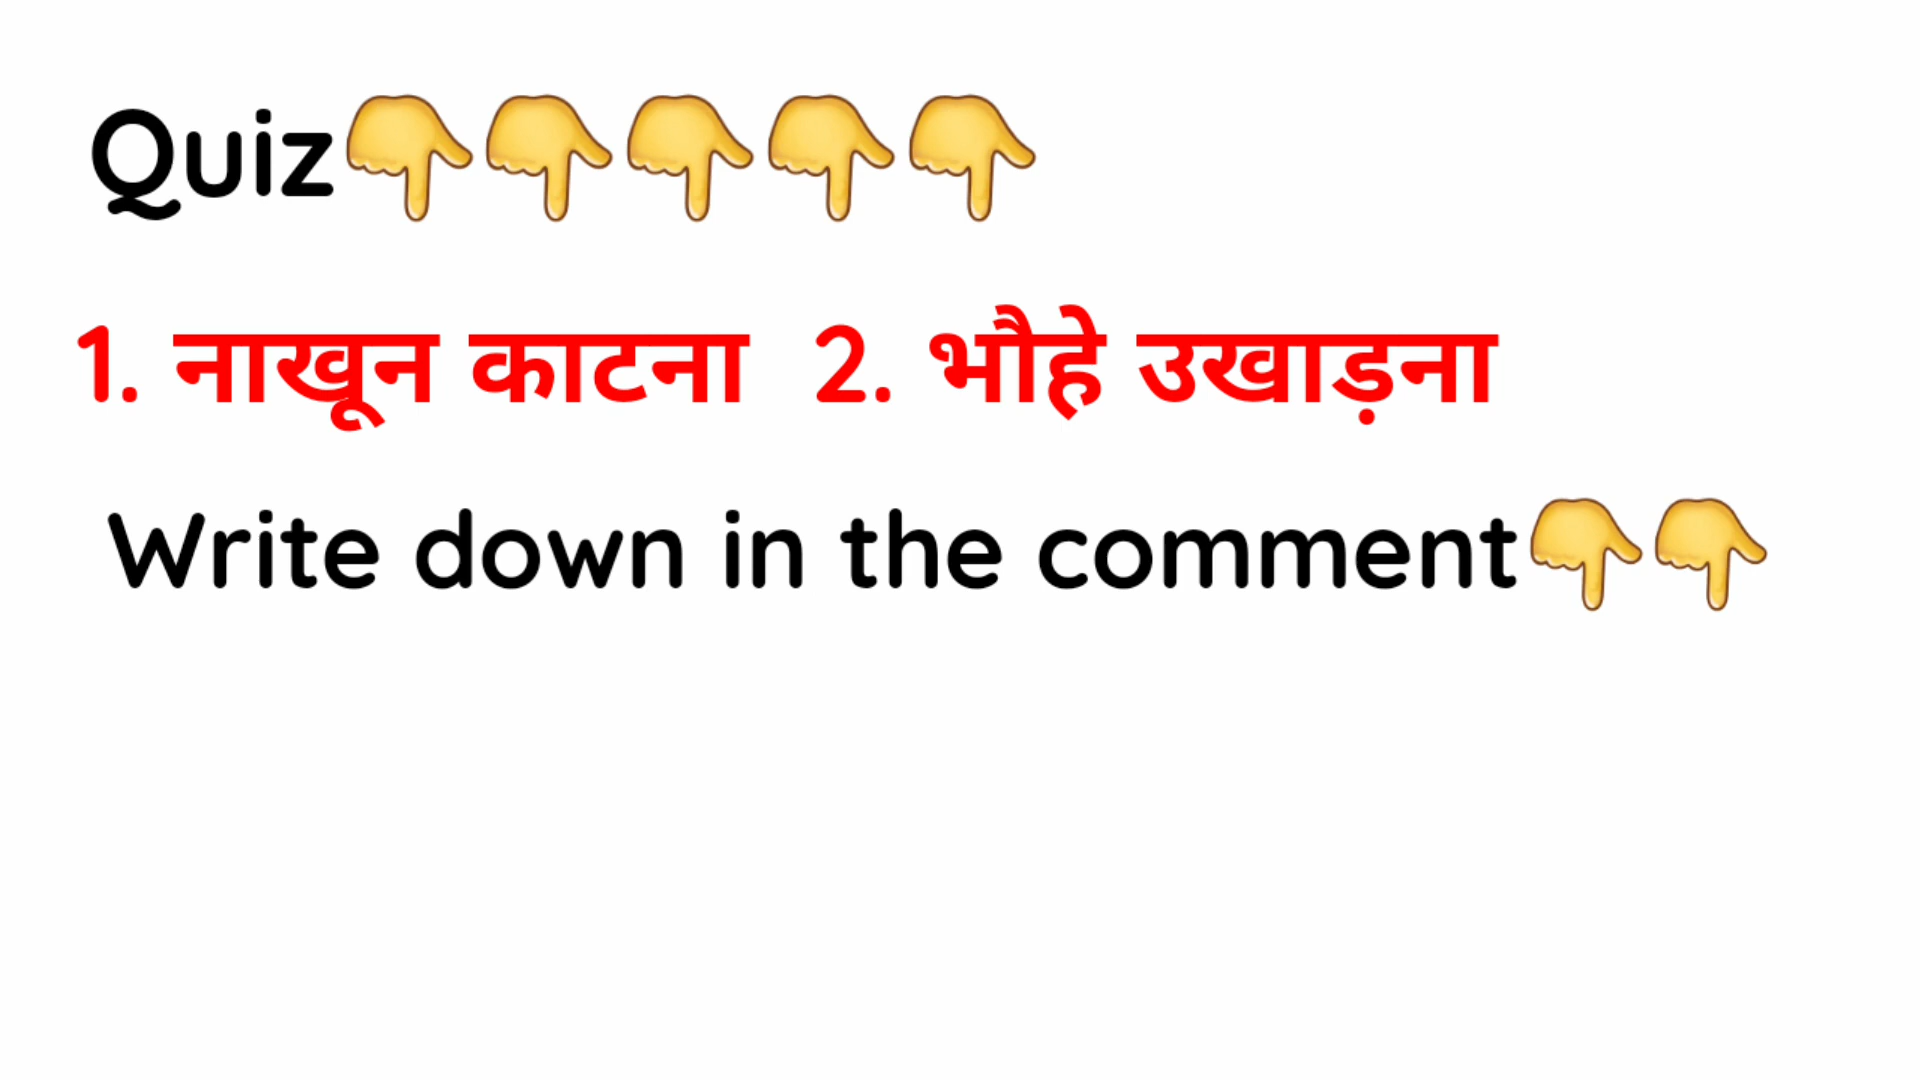 Quiz👇👇👇👇👇
1. नाखून काटना 2. भौहे उखाड़ना
Write down in the comment👇👇